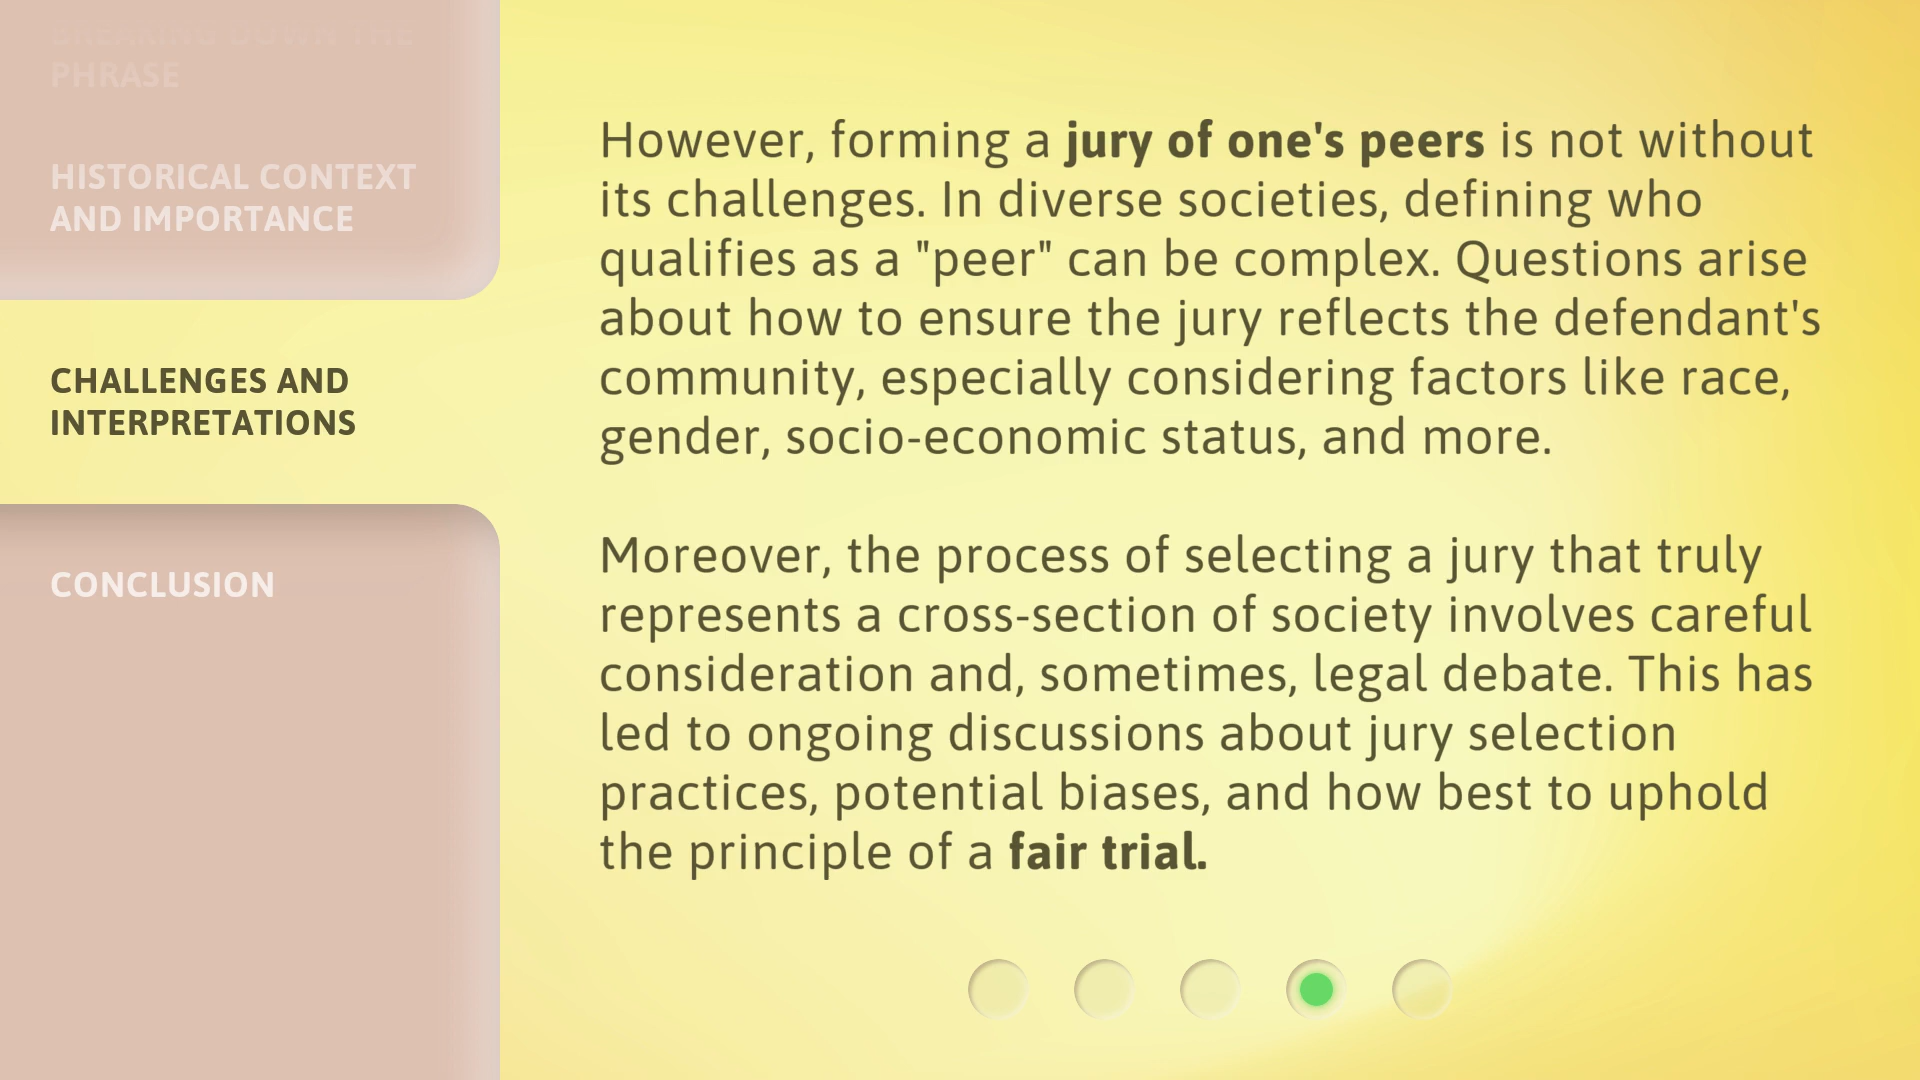 BREAKING DOWN THE
PHRASE
HISTORICAL CONTEXT
AND IMPORTANCE
CHALLENGES AND
INTERPRETATIONS
CONCLUSION
However, forming a jury of one's peers is not without
its challenges. In diverse societies, defining who
qualifies as a "peer" can be complex. Questions arise
about how to ensure the jury reflects the defendant's
community, especially considering factors like race,
gender, socio-economic status, and more.
Moreover, the process of selecting a jury that truly
represents a cross-section of society involves careful
consideration and, sometimes, legal debate. This has
led to ongoing discussions about jury selection
practices, potential biases, and how best to uphold
the principle of a fair trial.